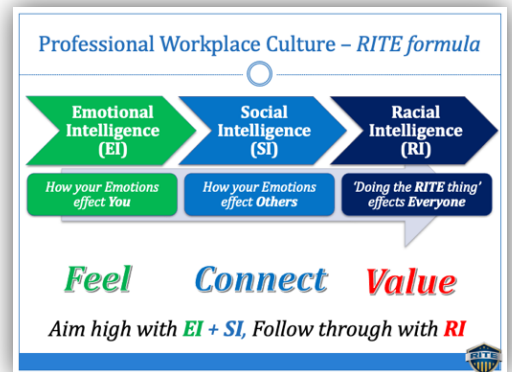 Professional Workplace Culture – RITE formula
Emotional
Intelligence
(EI)
Social
Intelligence
(SI)
Racial
Intelligence
(RI)
How your Emotions
effect You
How your Emotions
effect Others
'Doing the RITE thing'
effects Everyone
Feel
Connect
Value
Aim high with EI + SI, Follow through with RI
RITE